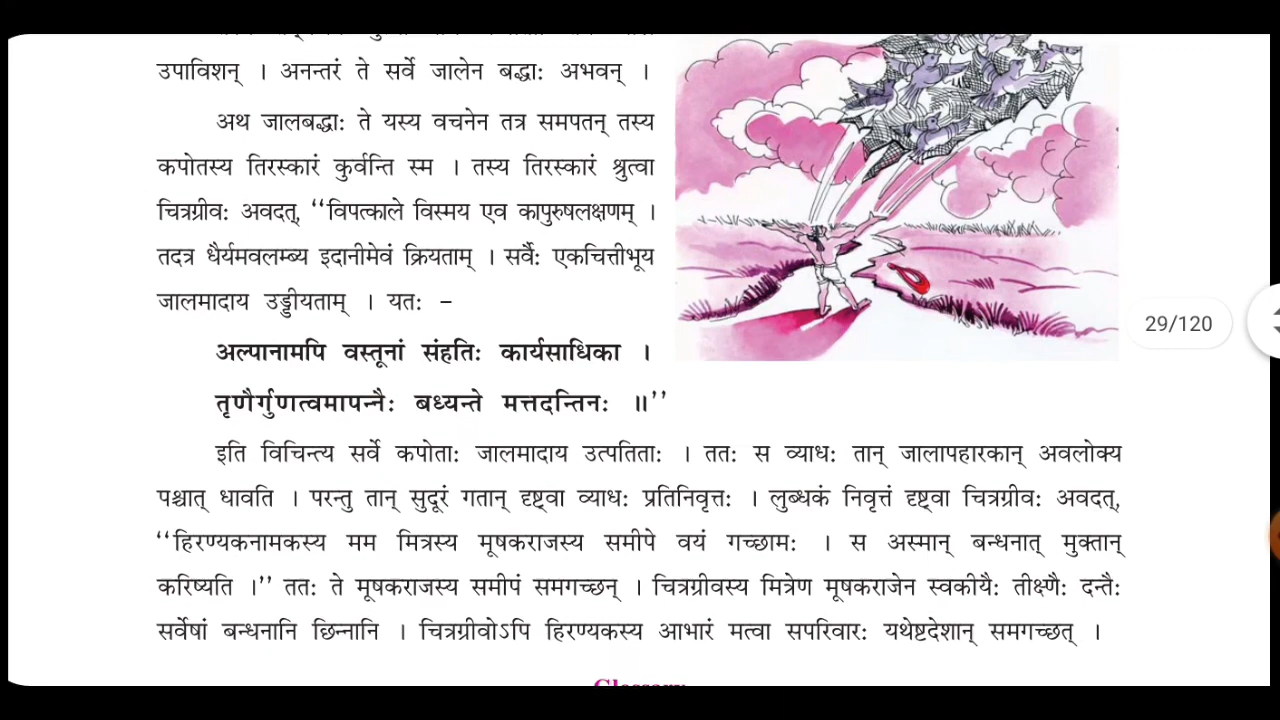 उपाविशन् । अनन्तरं ते सर्वे जालेन बद्धाः अभवन् ।
अथ जालबद्धाः ते यस्य वचनेन तत्र समपतन् तस्य
कपोतस्य तिरस्कारं कुर्वन्ति स्म । तस्य तिरस्कारं श्रुत्वा
चित्रग्रीवः अवदत्, ‘‘विपत्काले विस्मय एव कापुरुषलक्षणम् ।
तदत्र धैर्यमवलम्ब्य इदानीमेवं क्रियताम् । सर्वैः एकचित्तीभूय
जालमादाय उड्डीयताम् । यतः –
अल्पानामपि वस्तूनां संहतिः कार्यसाधिका ।
तृणैर्गुणत्वमापन्नैः बध्यन्ते मत्तदन्तिनः ॥’’
इति विचिन्त्य सर्वे कपोताः जालमादाय उत्पतिताः । ततः स व्याधः तान् जालापहारकान् अवलोक्य
पश्चात् धावति । परन्तु तान् सुदूरं गतान् दृष्ट्वा व्याधः प्रतिनिवृत्तः । लुब्धकं निवृत्तं दृष्ट्वा चित्रग्रीवः अवदत्,
‘‘हिरण्यकनामकस्य मम मित्रस्य मूषकराजस्य समीपे वयं गच्छामः । स अस्मान् बन्धनात् मुक्तान्
करिष्यति ।’’ ततः ते मूषकराजस्य समीपं समगच्छन् । चित्रग्रीवस्य मित्रेण मूषकराजेन स्वकीयैः तीक्ष्णैः दन्तैः
सर्वेषां बन्धनानि छिन्नानि । चित्रग्रीवोऽपि हिरण्यकस्य आभारं मत्वा सपरिवारः यथेष्टदेशान् समगच्छत् ।
29/120